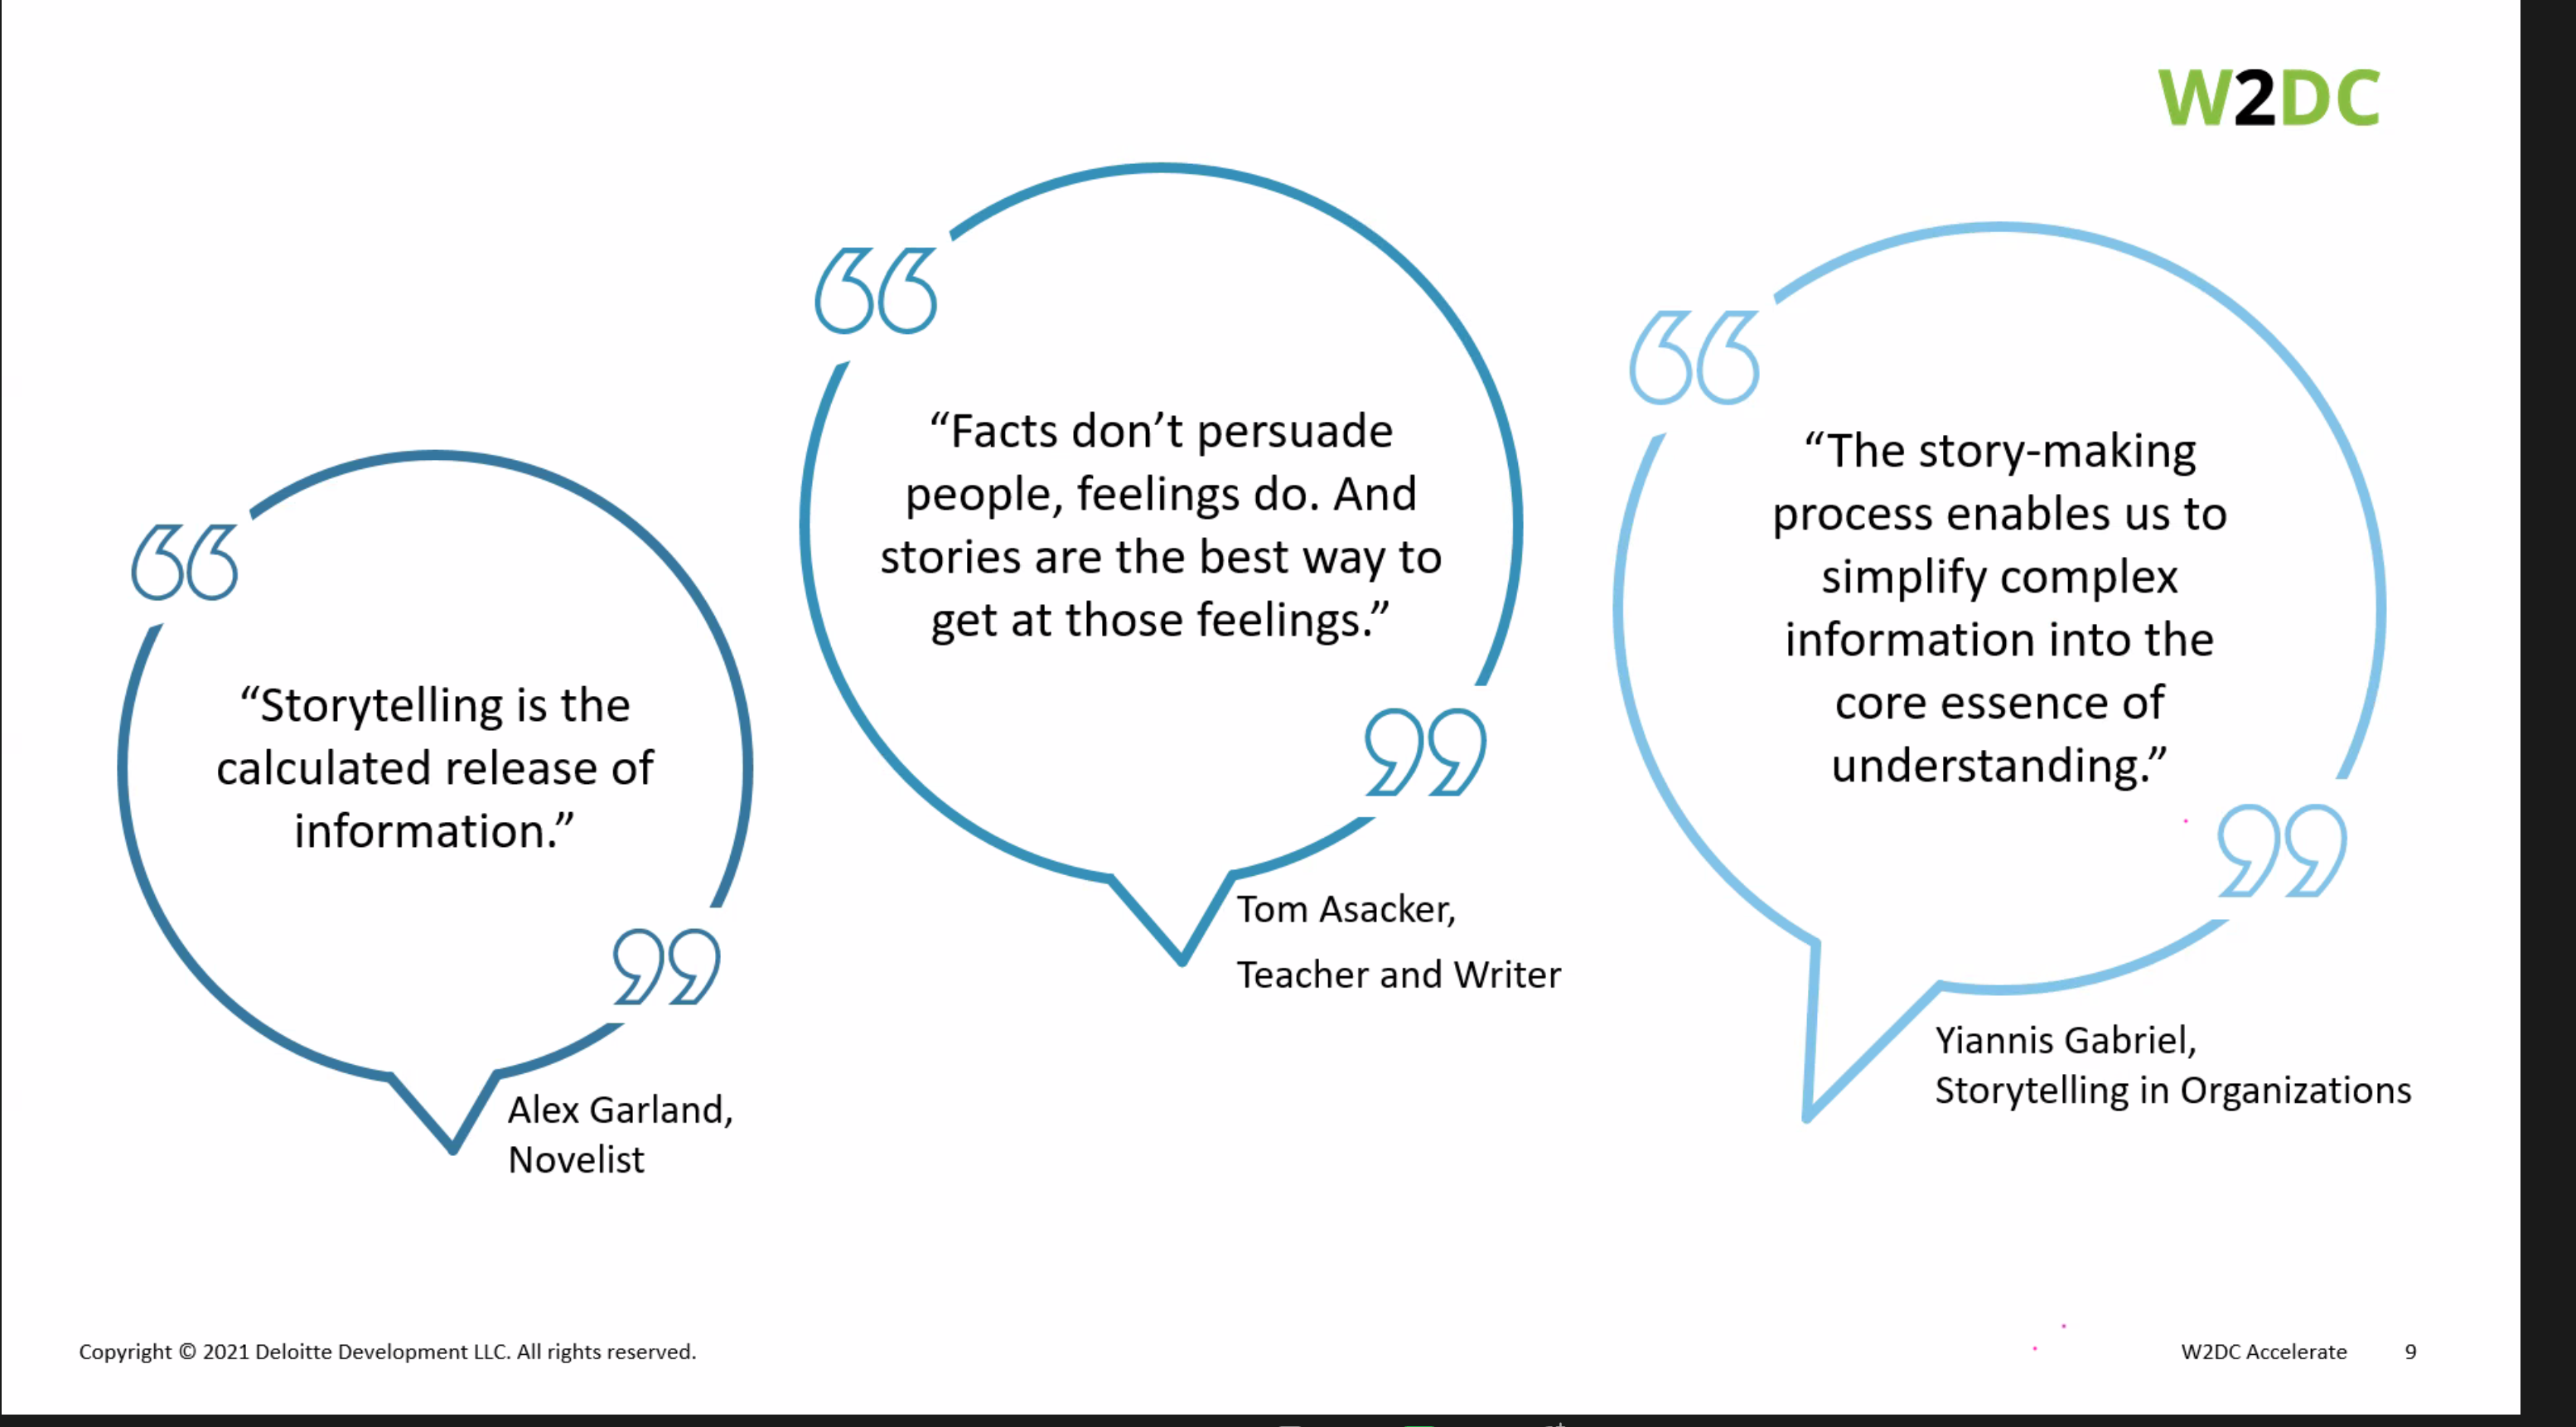 W2DC
“Storytelling is the
calculated release of
information.”
Alex Garland,
Novelist
“Facts don’t persuade
people, feelings do. And
stories are the best way to
get at those feelings.”
Tom Asacker,
Teacher and Writer
“The story-making
process enables us to
simplify complex
information into the
core essence of
understanding.”
Yiannis Gabriel,
Storytelling in Organizations
Copyright © 2021 Deloitte Development LLC. All rights reserved.
W2DC Accelerate 9